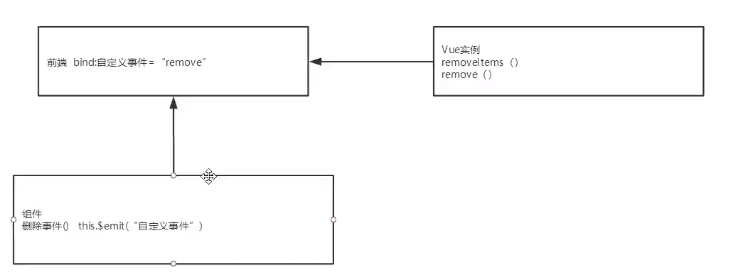 前端 bind:自定义事件=“remove”
Vue实例
removeItems（）
remove（）
组件
删除事件() this.$emit(“自定义事件”)